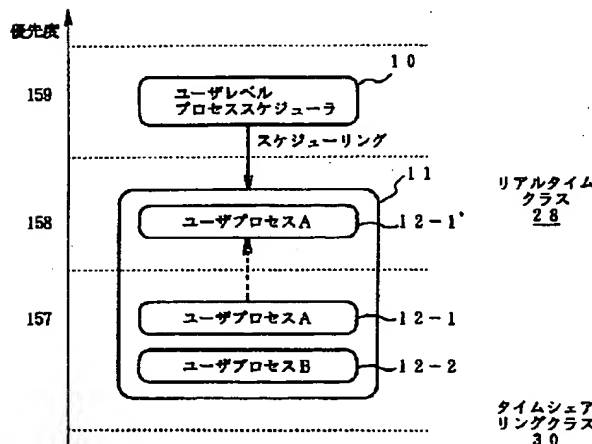 優先度
159
10
ユーザレベル
プロセススケジューラ
スケジューリング
11
リアルタイム
クラス
28
158
ユーザプロセスA
12-1'
157
ユーザプロセスA
12-1
ユーザプロセスB
12-2
タイムシェア
リングクラス
30